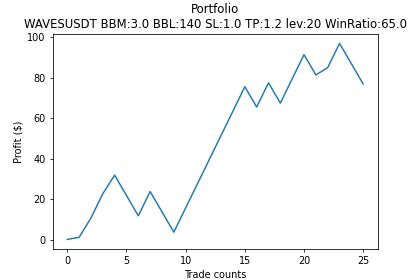 Portfolio
WAVESUSDT BBM:3.0 BBL:140 SL:1.0 TP:1.2 lev:20 WinRatio:65.0
100
80
60
40
20
0
Profit ($)
0 5 10 15 20 25
Trade counts